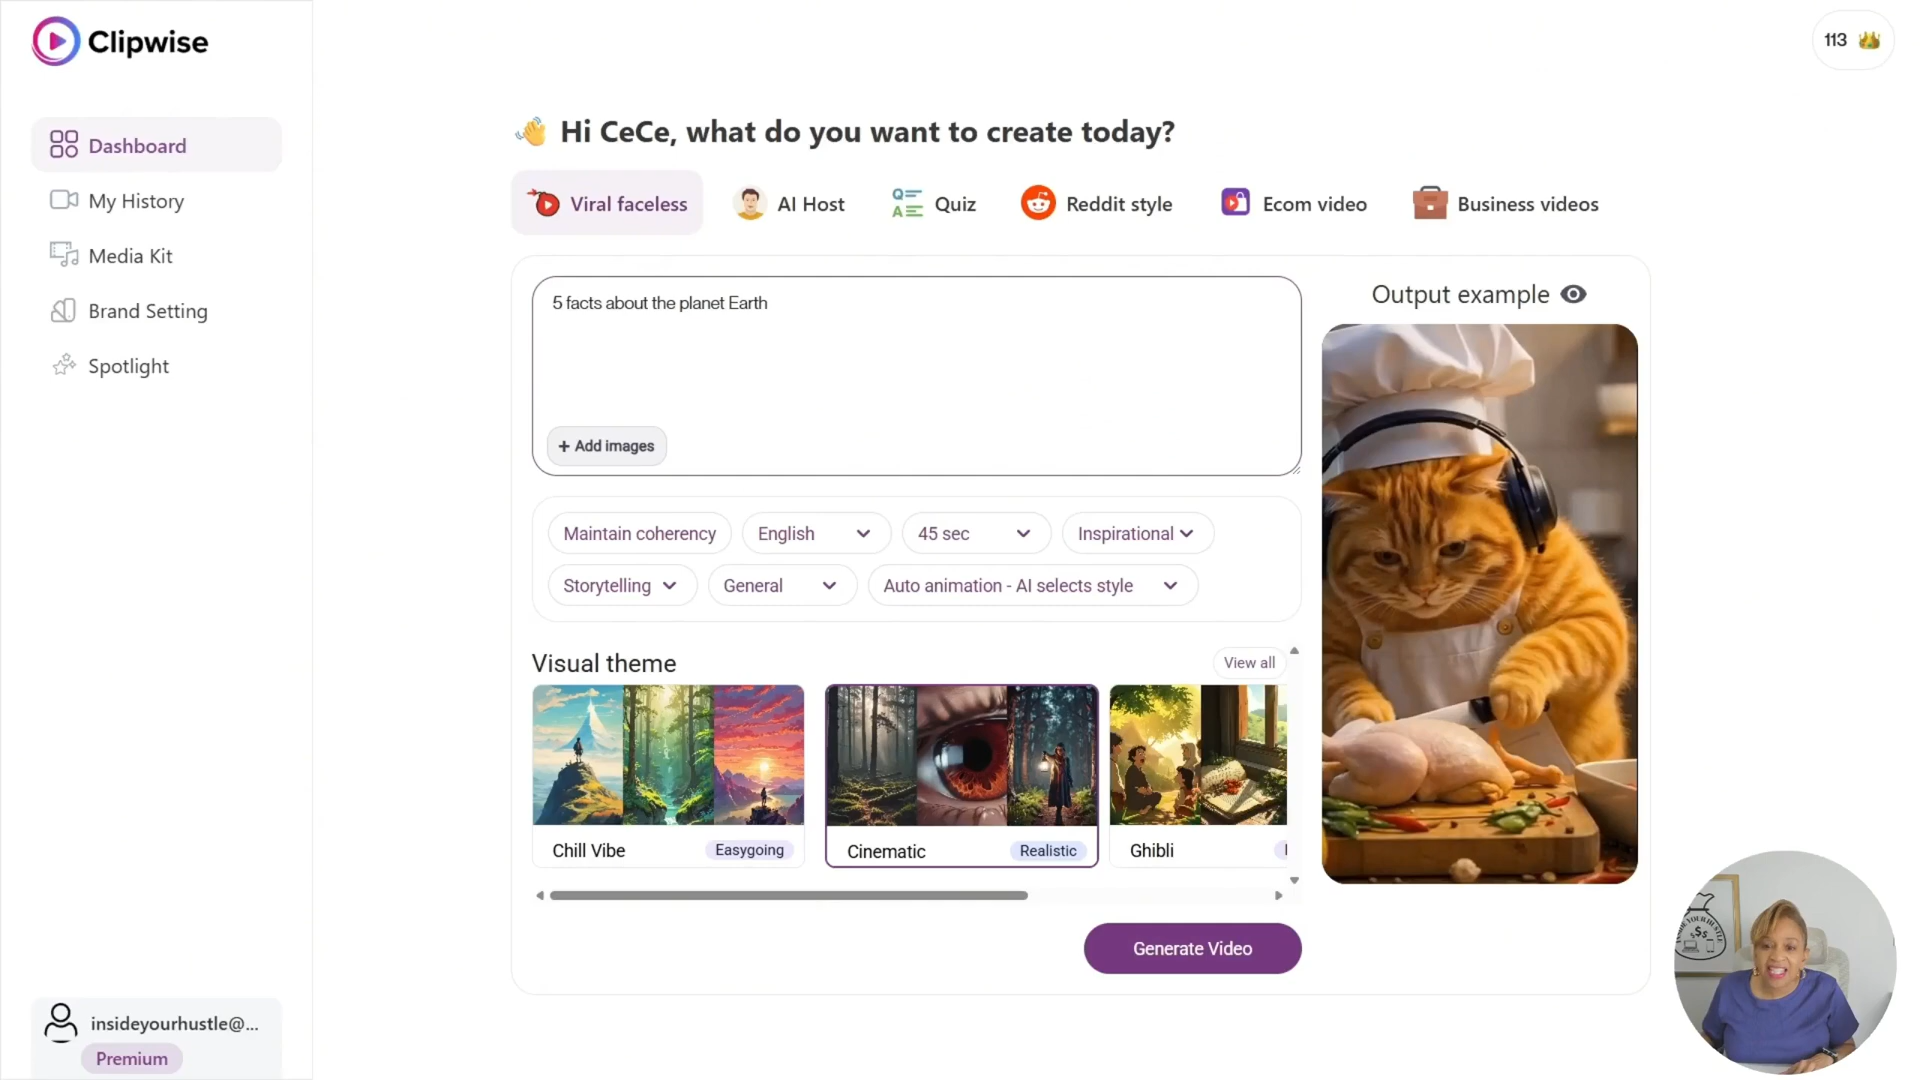 Clipwise
113
Dashboard
My History
Media Kit
Brand Setting
Spotlight
Hi CeCe, what do you want to create today?
Viral faceless
AI Host
Quiz
Reddit style
Ecom video
Business videos
5 facts about the planet Earth
+ Add images
Output example
Maintain coherency
English
45 sec
Inspirational
Storytelling
General
Auto animation - AI selects style
Visual theme
View all
Chill Vibe
Easygoing
Cinematic
Realistic
Ghibli
Generate Video
insideyourhustle@...
Premium